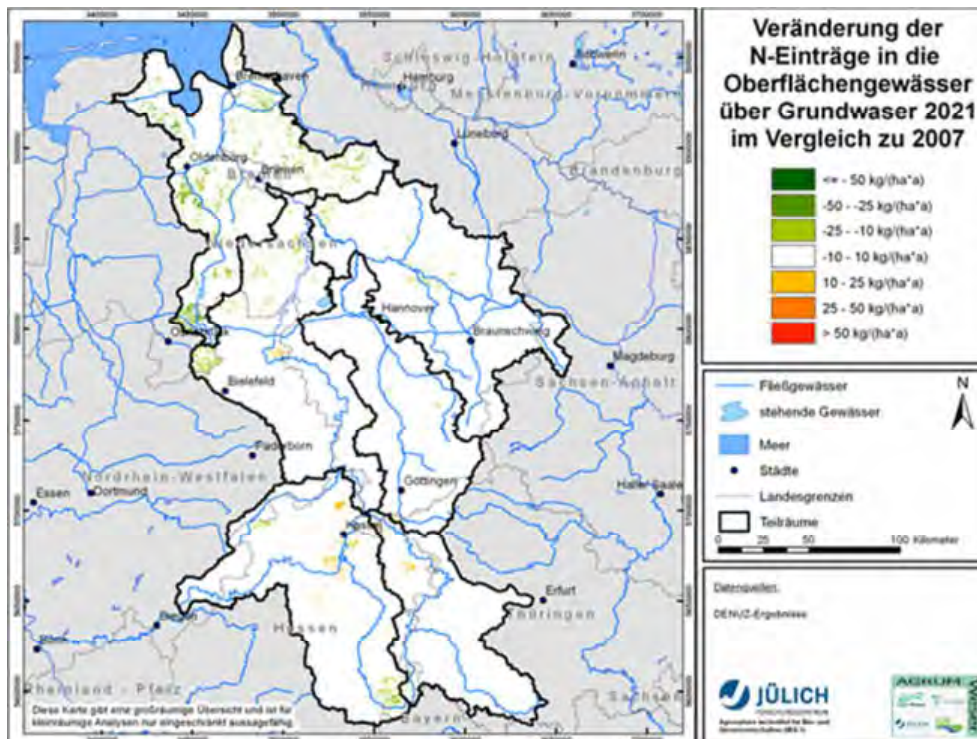 Veränderung der
N-Einträge in die
Oberflächengewässer
über Grundwaser 2021
im Vergleich zu 2007
<= - 50 kg/(ha*a)
-50 - -25 kg/(ha*a)
-25 - -10 kg/(ha*a)
-10 - 10 kg/(ha*a)
10 - 25 kg/(ha*a)
25 - 50 kg/(ha*a)
> 50 kg/(ha*a)
Fließgewässer
stehende Gewässer
Meer
Städte
Landesgrenzen
Teilräume
N
0
100 Kilometer
Datenquellen:
DENUZ-Ergebnisse
JÜLICH
FORSCHUNGSZENTRUM
AGRUM
Schwerin
Schleswig-Holstein
Hamburg
Mecklenburg-Vorpommern
Bremerhaven
Lüneburg
Brandenburg
Oldenburg
Bremen
Niedersachsen
Hannover
Braunschweig
Magdeburg
Sachsen-Anhalt
Bielefeld
Paderborn
Nordrhein-Westfalen
Essen
Dortmund
Göttingen
Halle/Saale
Kassel
Erfurt
Thüringen
Siegen
Hessen
Bonn
Rheinland - Pfalz
Sachsen
Bayern
Diese Karte gibt eine großräumige Übersicht und ist für
kleinräumige Analysen nur eingeschränkt aussagefähig.